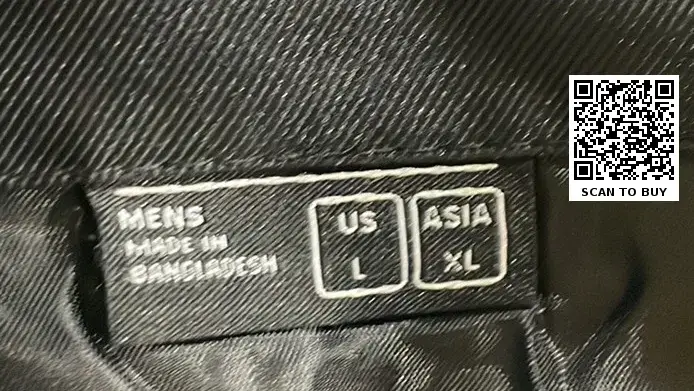 MENS
MADE IN
BANGLADESH
US
L
ASIA
XL
SCAN TO BUY